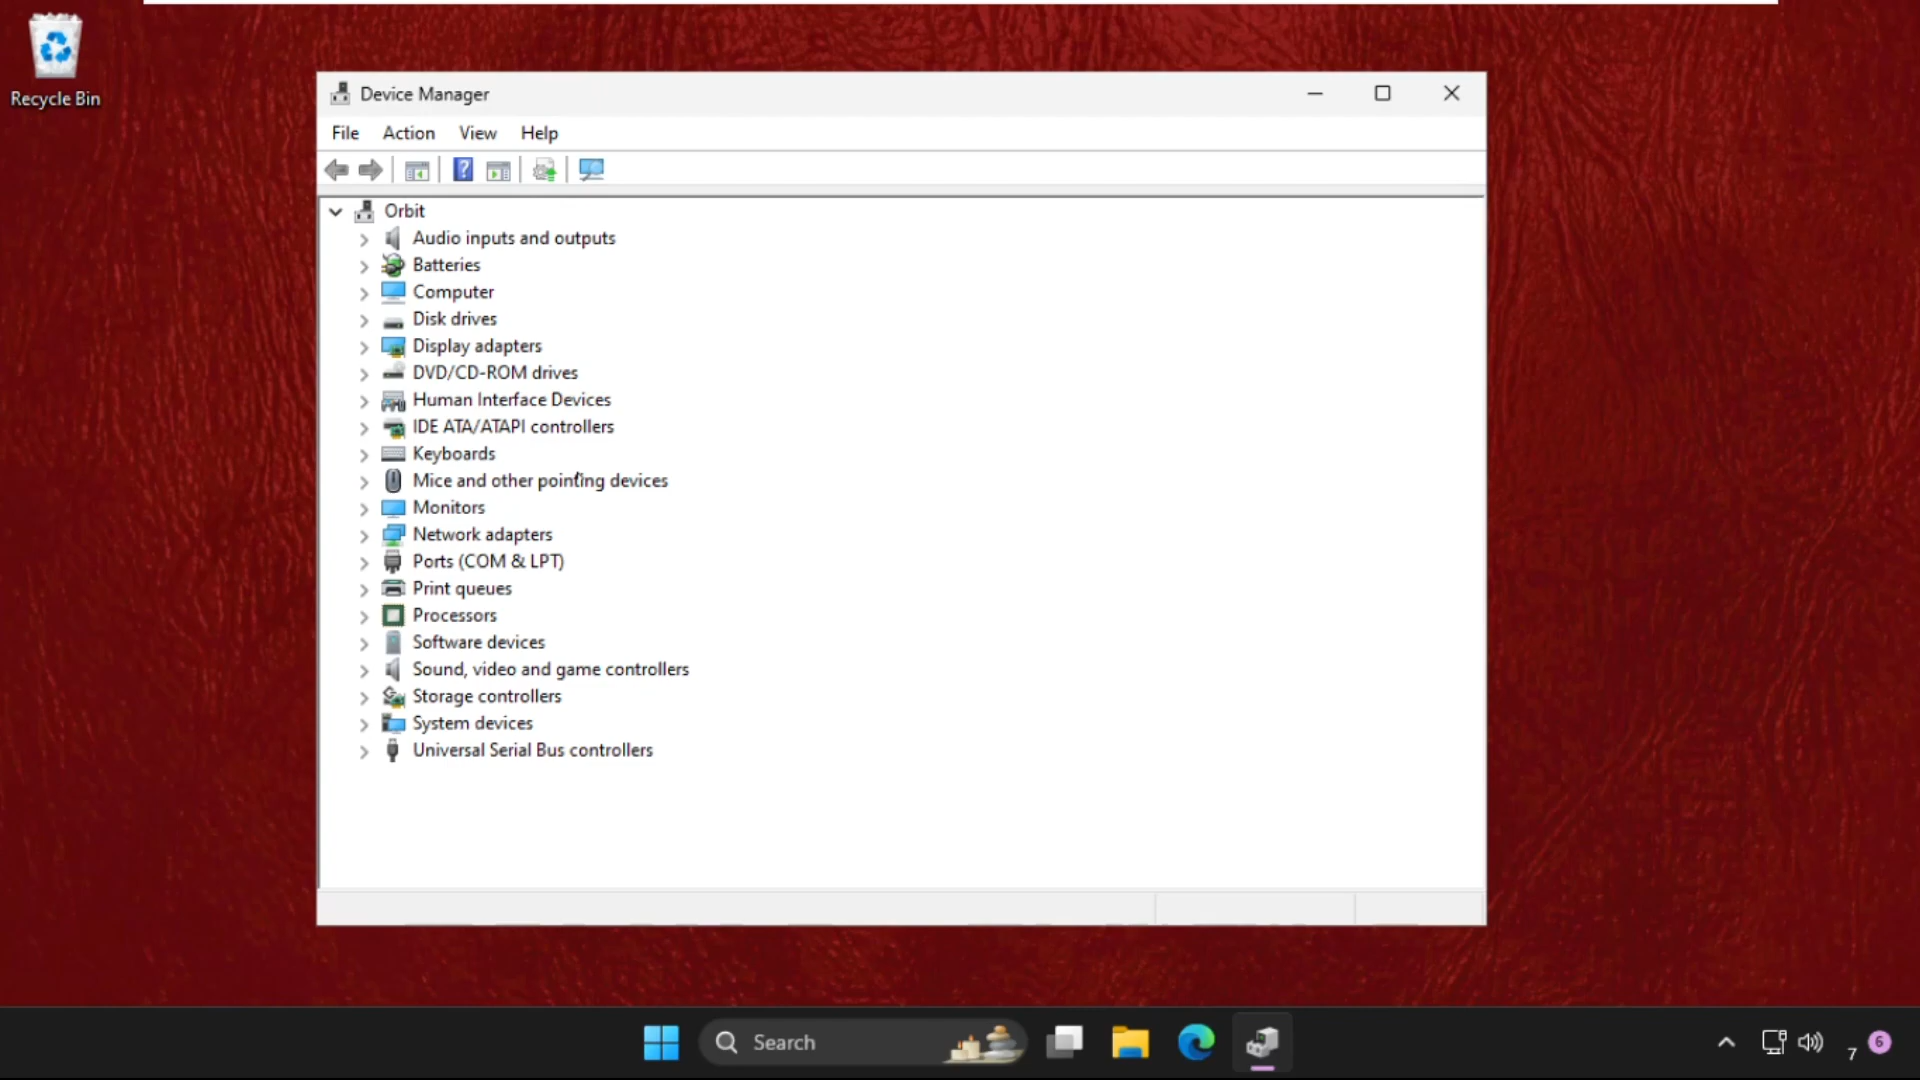 Recycle Bin
Device Manager
File Action View Help
Orbit
Audio inputs and outputs
Batteries
Computer
Disk drives
Display adapters
DVD/CD-ROM drives
Human Interface Devices
IDE ATA/ATAPI controllers
Keyboards
Mice and other pointing devices
Monitors
Network adapters
Ports (COM & LPT)
Print queues
Processors
Software devices
Sound, video and game controllers
Storage controllers
System devices
Universal Serial Bus controllers
Search
7
6